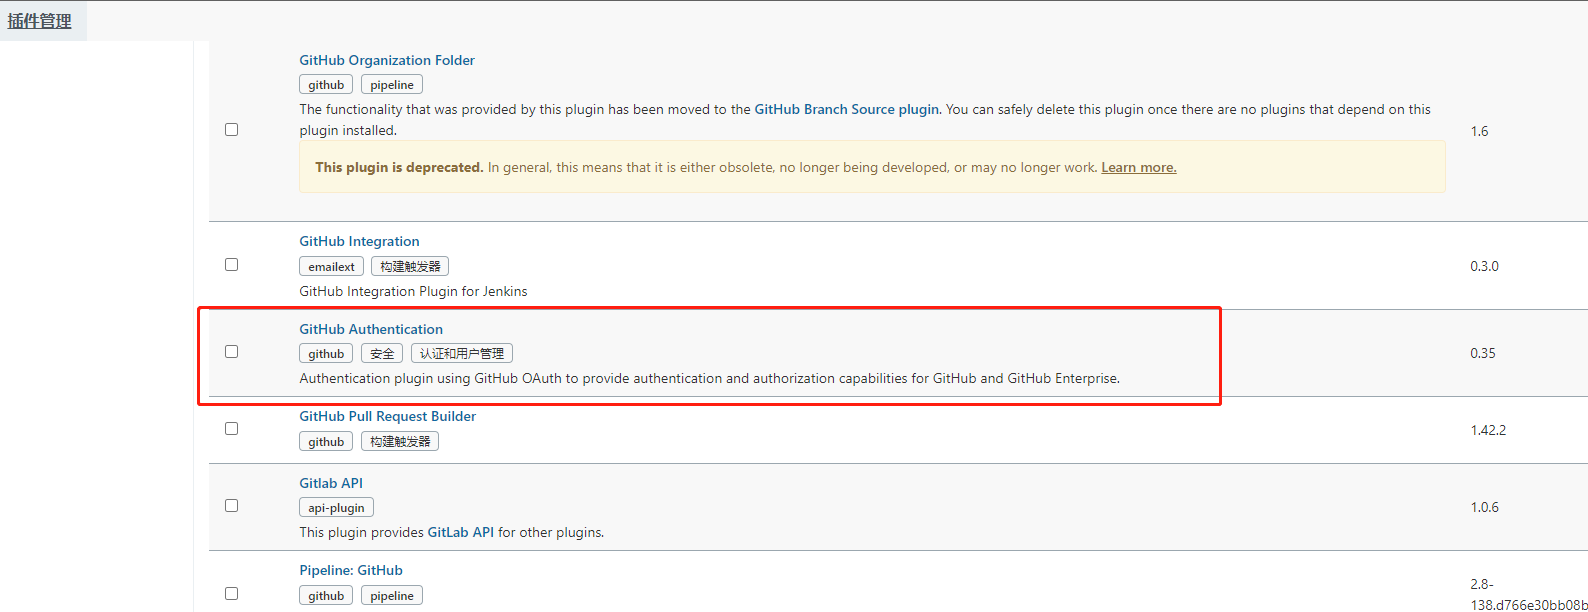 插件管理
GitHub Organization Folder
github pipeline
The functionality that was provided by this plugin has been moved to the GitHub Branch Source plugin. You can safely delete this plugin once there are no plugins that depend on this
plugin installed.
1.6
This plugin is deprecated. In general, this means that it is either obsolete, no longer being developed, or may no longer work. Learn more.
GitHub Integration
emailext 构建触发器
0.3.0
GitHub Integration Plugin for Jenkins
GitHub Authentication
github 安全 认证和用户管理
0.35
Authentication plugin using GitHub OAuth to provide authentication and authorization capabilities for GitHub and GitHub Enterprise.
GitHub Pull Request Builder
1.42.2
github 构建触发器
Gitlab API
api-plugin
1.0.6
This plugin provides GitLab API for other plugins.
Pipeline: GitHub
2.8-
github pipeline
138.d766e30bb08b